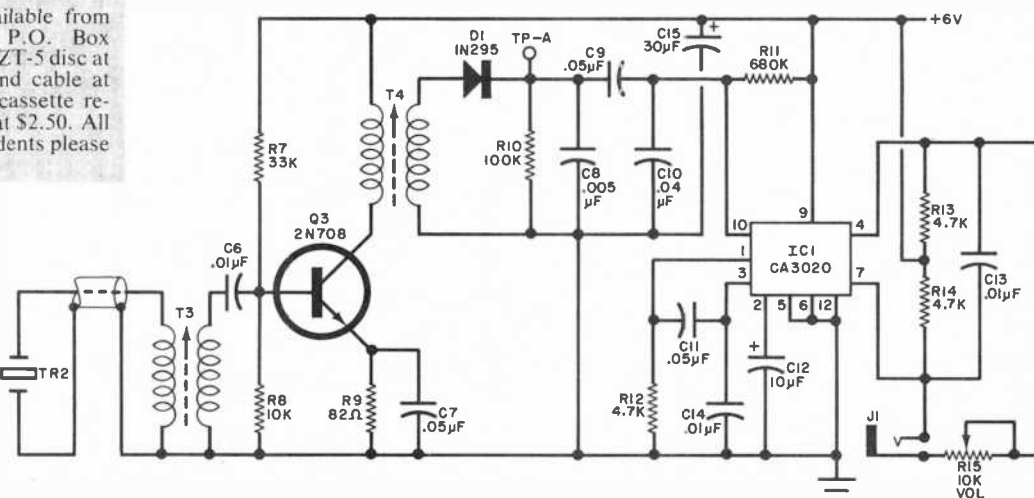 ailable from
P.O. Box
ZT-5 disc at
nd cable at
cassette re-
at $2.50. All
dents please
+6V
C15
30µF
D1
1N295
TP-A
C9
.05µF
R11
680K
T4
R7
33K
R10
100K
C8
.005
µF
C10
.04
µF
Q3
2N708
C6
.01µF
10
9
4
1
3
7
IC1
CA3020
2
5
6
12
R13
4.7K
R14
4.7K
C13
.01µF
TR2
T3
C11
.05µF
C12
10µF
R8
10K
R9
82Ω
C7
.05µF
R12
4.7K
C14
.01µF
J1
R15
10K
VOL